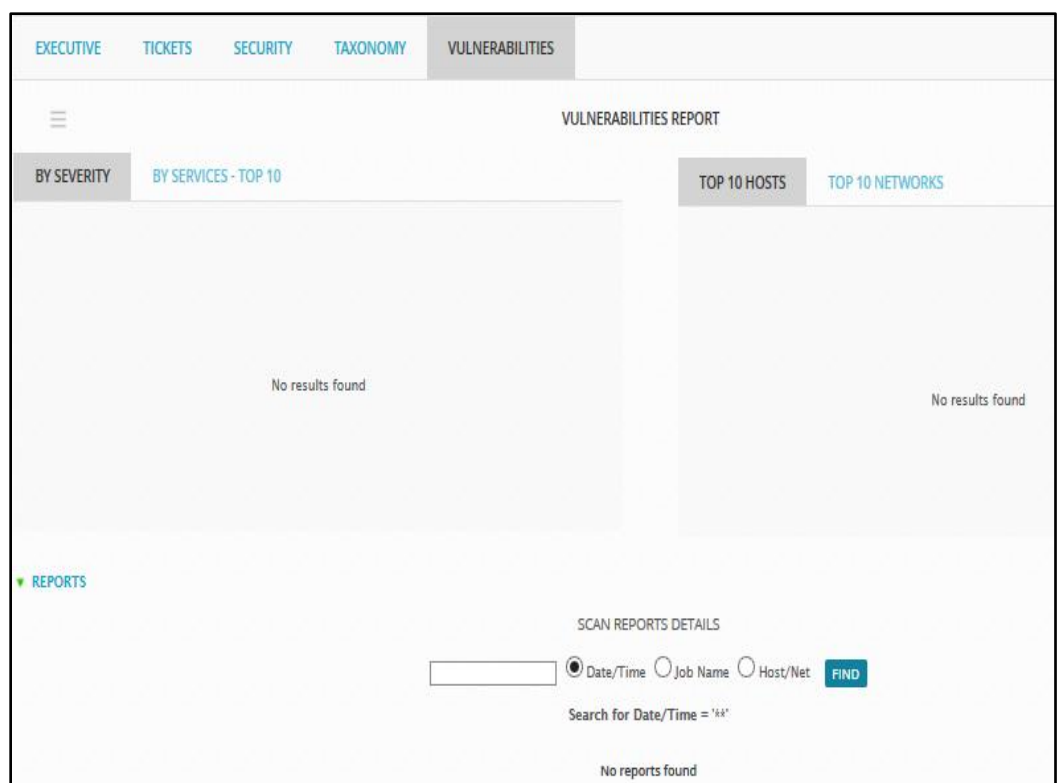 EXECUTIVE TICKETS SECURITY TAXONOMY VULNERABILITIES
VULNERABILITIES REPORT
BY SEVERITY BY SERVICES - TOP 10
TOP 10 HOSTS TOP 10 NETWORKS
No results found
No results found
REPORTS
SCAN REPORTS DETAILS
Date/Time Job Name Host/Net FIND
Search for Date/Time = '**'
No reports found